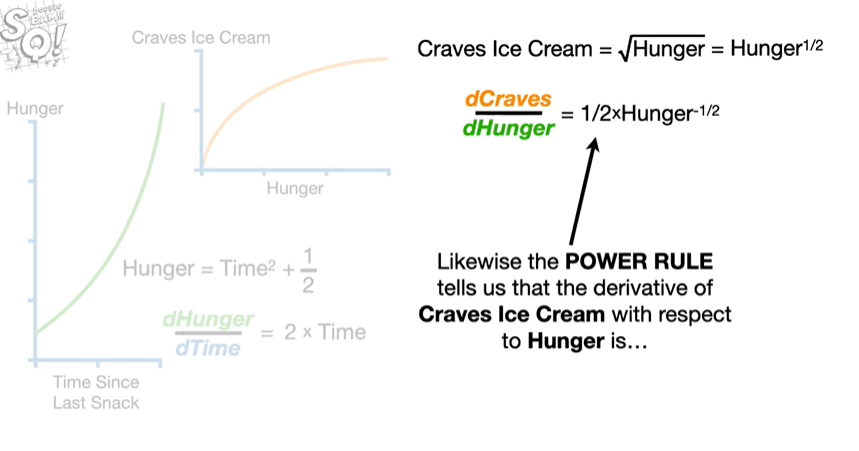 BAM!!
SQ!
Craves Ice Cream
Hunger
Hunger
Time Since
Last Snack
Hunger = Time² + 1/2
dHunger
dTime
= 2 × Time
Craves Ice Cream = √Hunger = Hunger^1/2
dCraves
dHunger
= 1/2×Hunger^-1/2
Likewise the POWER RULE
tells us that the derivative of
Craves Ice Cream with respect
to Hunger is…